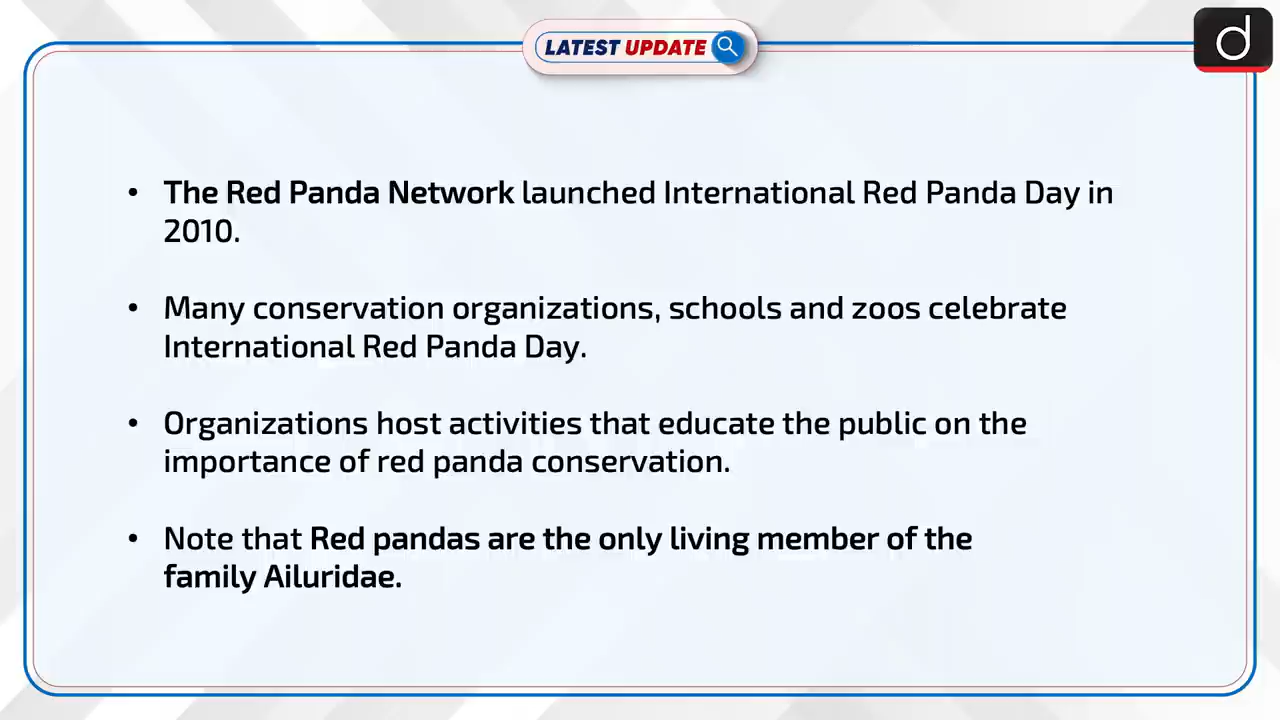 LATEST UPDATE
d
• The Red Panda Network launched International Red Panda Day in
2010.
• Many conservation organizations, schools and zoos celebrate
International Red Panda Day.
• Organizations host activities that educate the public on the
importance of red panda conservation.
• Note that Red pandas are the only living member of the
family Ailuridae.